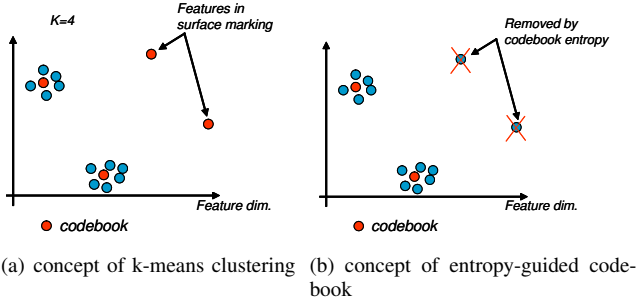 K=4
Features in
surface marking
Feature dim.
codebook
(a) concept of k-means clustering
Removed by
codebook entropy
Feature dim.
codebook
(b) concept of entropy-guided code-
book